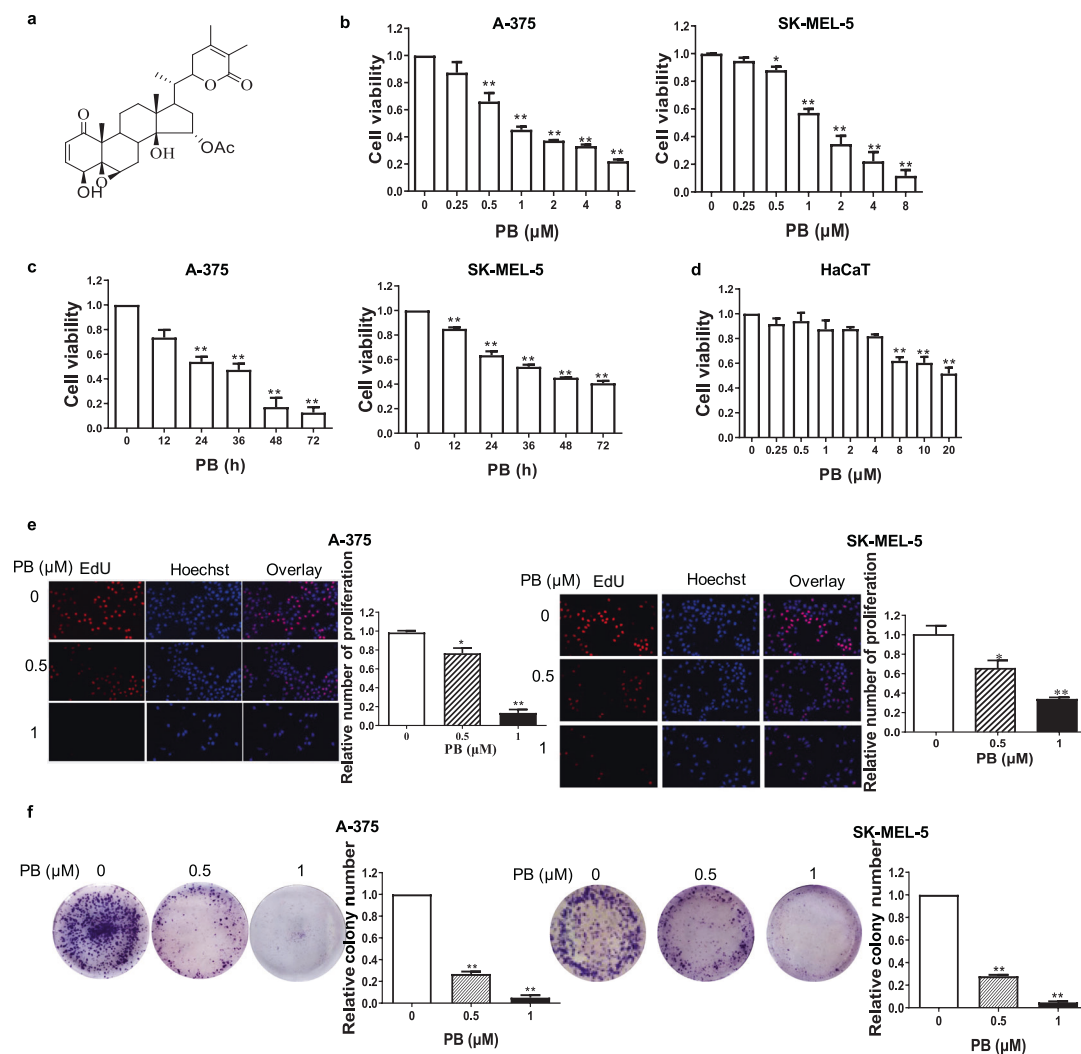 a
O
O
O
OH
OAc
O
OH
b
A-375
Cell viability
1.2
1.0
0.8
0.6
0.4
0.2
0.0
** ** ** ** **
0 0.25 0.5 1 2 4 8
PB (μM)
SK-MEL-5
Cell viability
1.2
1.0
0.8
0.6
0.4
0.2
0.0
* ** ** ** **
0 0.25 0.5 1 2 4 8
PB (μM)
c
A-375
Cell viability
1.2
1.0
0.8
0.6
0.4
0.2
0.0
** ** ** **
0 12 24 36 48 72
PB (h)
SK-MEL-5
Cell viability
1.2
1.0
0.8
0.6
0.4
0.2
0.0
** ** ** ** **
0 12 24 36 48 72
PB (h)
d
HaCaT
Cell viability
1.2
1.0
0.8
0.6
0.4
0.2
0.0
** ** **
0 0.25 0.5 1 2 4 8 10 20
PB (μM)
e
A-375
PB (μM) EdU Hoechst Overlay
0
0.5
1
Relative number of proliferation
1.2
1.0
0.8
0.6
0.4
0.2
0.0
* **
0 0.5 1
PB (μM)
SK-MEL-5
PB (μM) EdU Hoechst Overlay
0
0.5
1
Relative number of proliferation
1.2
1.0
0.8
0.6
0.4
0.2
0.0
* **
0 0.5 1
PB (μM)
f
A-375
PB (μM) 0 0.5 1
Relative colony number
1.2
1.0
0.8
0.6
0.4
0.2
0.0
** **
0 0.5 1
PB (μM)
SK-MEL-5
PB (μM) 0 0.5 1
Relative colony number
1.2
1.0
0.8
0.6
0.4
0.2
0.0
** **
0 0.5 1
PB (μM)